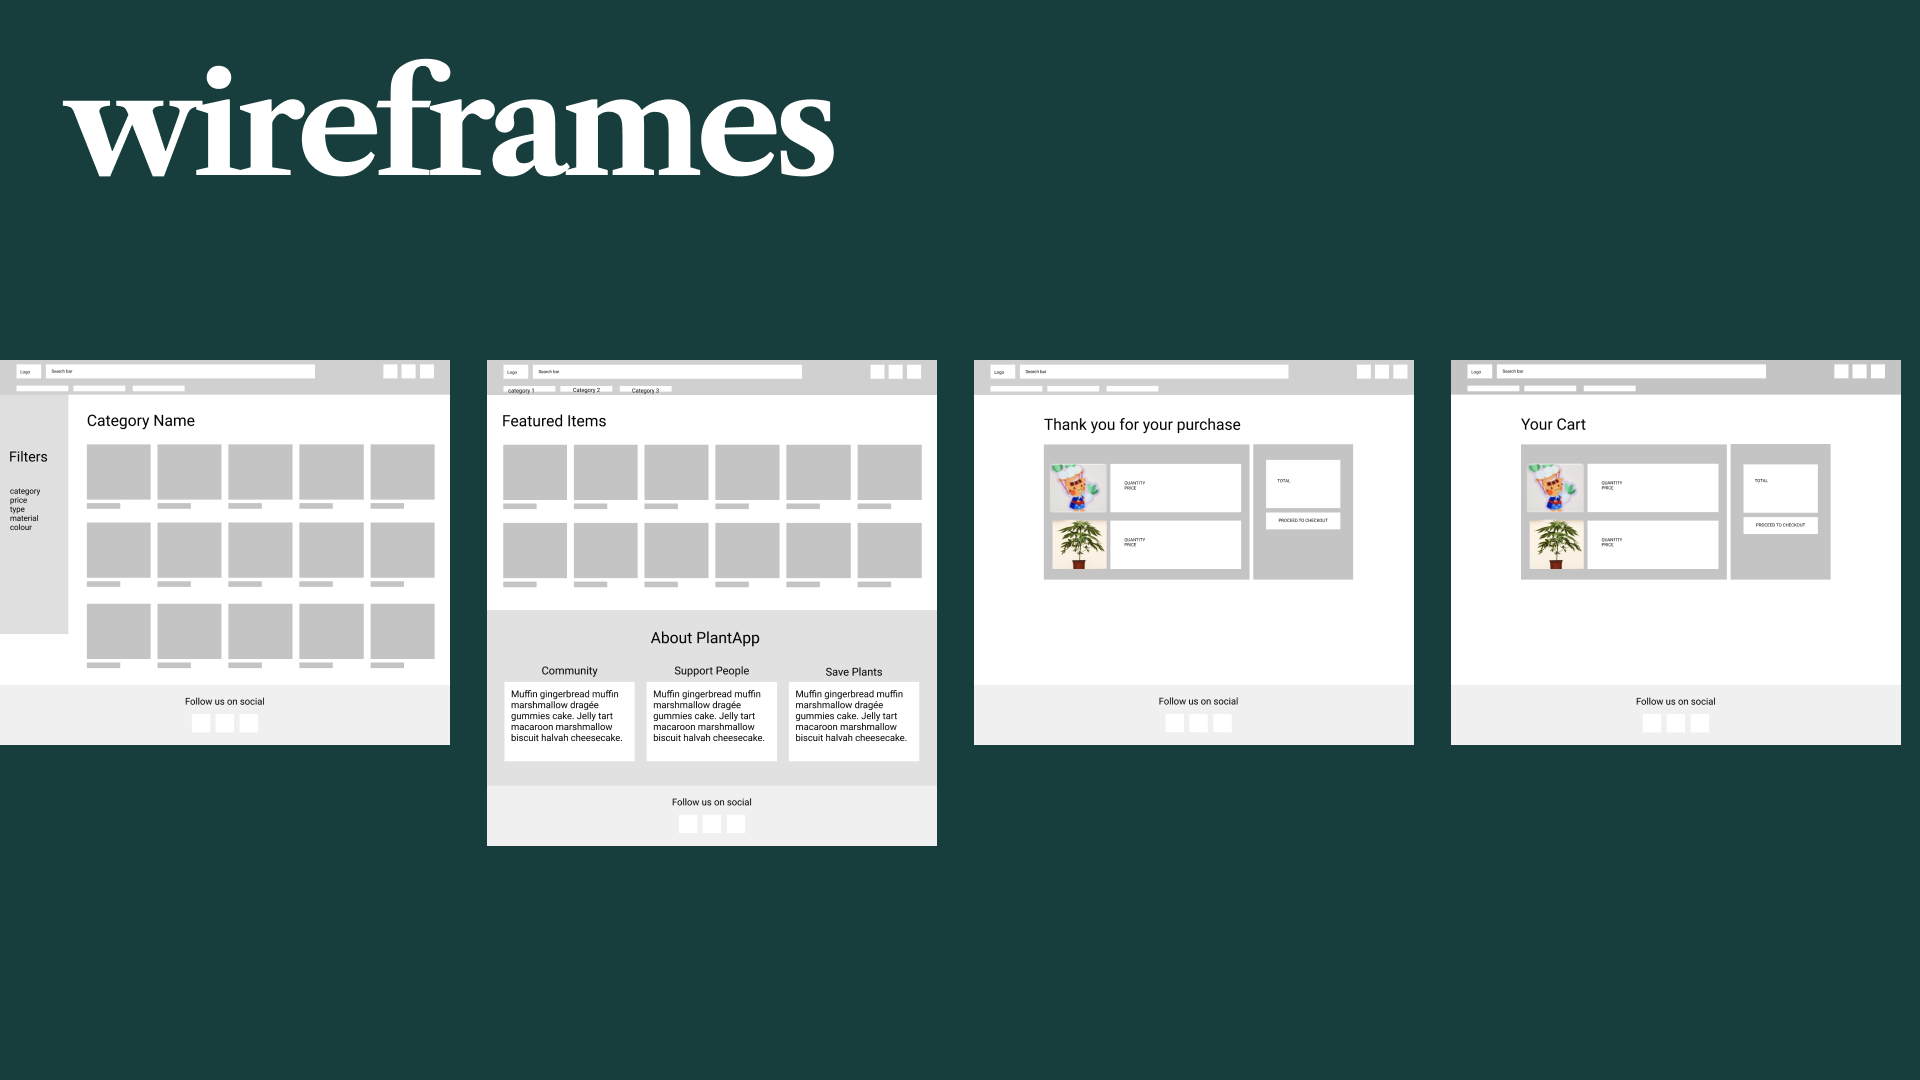 wireframes
Logo
Search bar
Category Name
Filters
category
price
type
material
colour
Follow us on social
Logo
Search bar
category 1
Category 2
Category 3
Featured Items
About PlantApp
Community
Muffin gingerbread muffin
marshmallow dragée
gummies cake. Jelly tart
macaroon marshmallow
biscuit halvah cheesecake.
Support People
Muffin gingerbread muffin
marshmallow dragée
gummies cake. Jelly tart
macaroon marshmallow
biscuit halvah cheesecake.
Save Plants
Muffin gingerbread muffin
marshmallow dragée
gummies cake. Jelly tart
macaroon marshmallow
biscuit halvah cheesecake.
Follow us on social
Logo
Search bar
Thank you for your purchase
QUANTITY
PRICE
QUANTITY
PRICE
TOTAL
PROCEED TO CHECKOUT
Follow us on social
Logo
Search bar
Your Cart
QUANTITY
PRICE
QUANTITY
PRICE
TOTAL
PROCEED TO CHECKOUT
Follow us on social